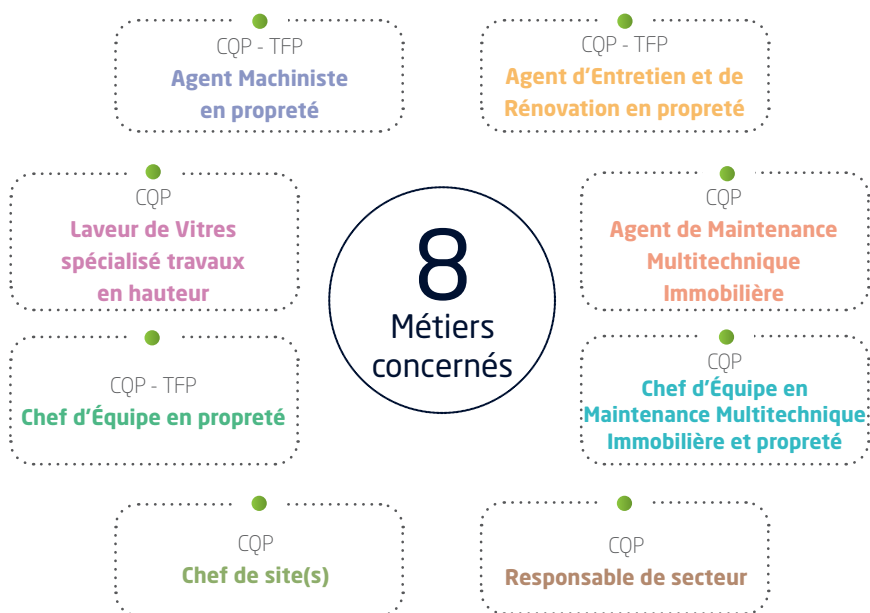 CQP - TFP
Agent Machiniste
en propreté
CQP - TFP
Agent d'Entretien et de
Rénovation en propreté
CQP
Laveur de Vitres
spécialisé travaux
en hauteur
8
Métiers
concernés
CQP
Agent de Maintenance
Multitechnique
Immobilière
CQP - TFP
Chef d'Équipe en propreté
CQP
Chef d'Équipe en
Maintenance Multitechnique
Immobilière et propreté
CQP
Chef de site(s)
CQP
Responsable de secteur